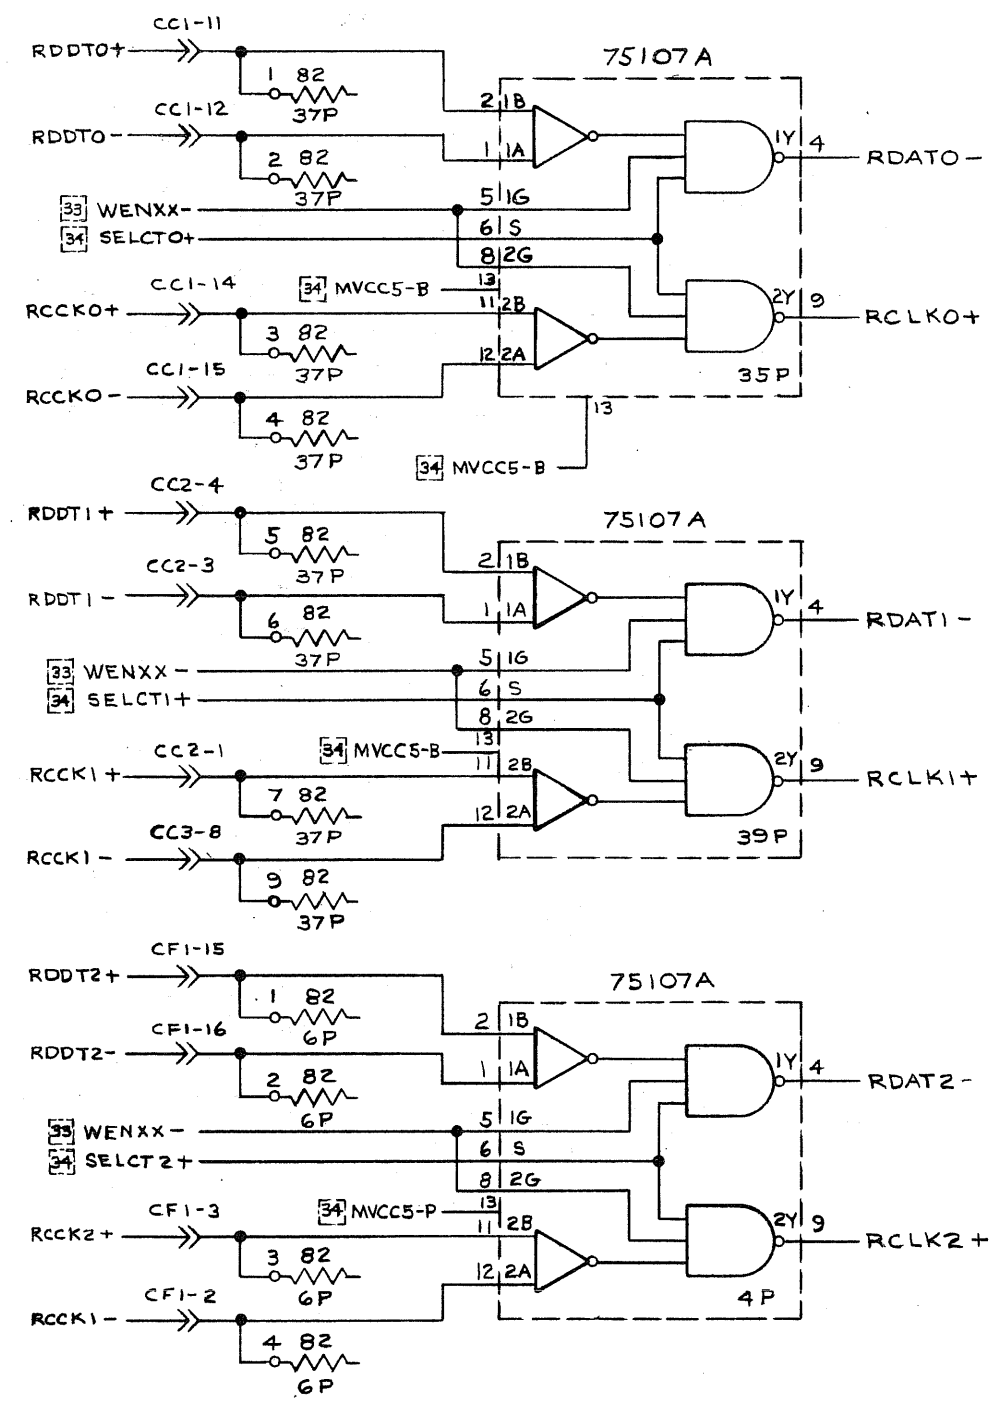 CC1-11
RDDT0+
75107A
1 82
37P
2 1B
CC1-12
RDDT0-
1Y 4
1 1A
RDAT0-
2 82
37P
5 1G
33 WENXX-
6 S
34 SELCT0+
8 2G
CC1-14
34 MVCC5-B
13
11 2B
2Y 9
RCCK0+
RCLK0+
3 82
37P
12 2A
CC1-15
35P
RCCK0-
13
4 82
37P
34 MVCC5-B
CC2-4
RDDT1+
75107A
5 82
37P
2 1B
CC2-3
RDDT1-
1Y 4
1 1A
RDAT1-
6 82
37P
5 1G
33 WENXX-
6 S
34 SELCT1+
8 2G
13
CC2-1
34 MVCC5-B
11 2B
2Y 9
RCCK1+
RCLK1+
7 82
37P
12 2A
CC3-8
39P
RCCK1-
9 82
37P
CF1-15
RDDT2+
75107A
1 82
6P
2 1B
CF1-16
RDDT2-
1Y 4
1 1A
RDAT2-
2 82
6P
5 1G
33 WENXX-
6 S
34 SELCT2+
8 2G
CF1-3
34 MVCC5-P
13
11 2B
2Y 9
RCCK2+
RCLK2+
3 82
6P
12 2A
CF1-2
4P
RCCK1-
4 82
6P